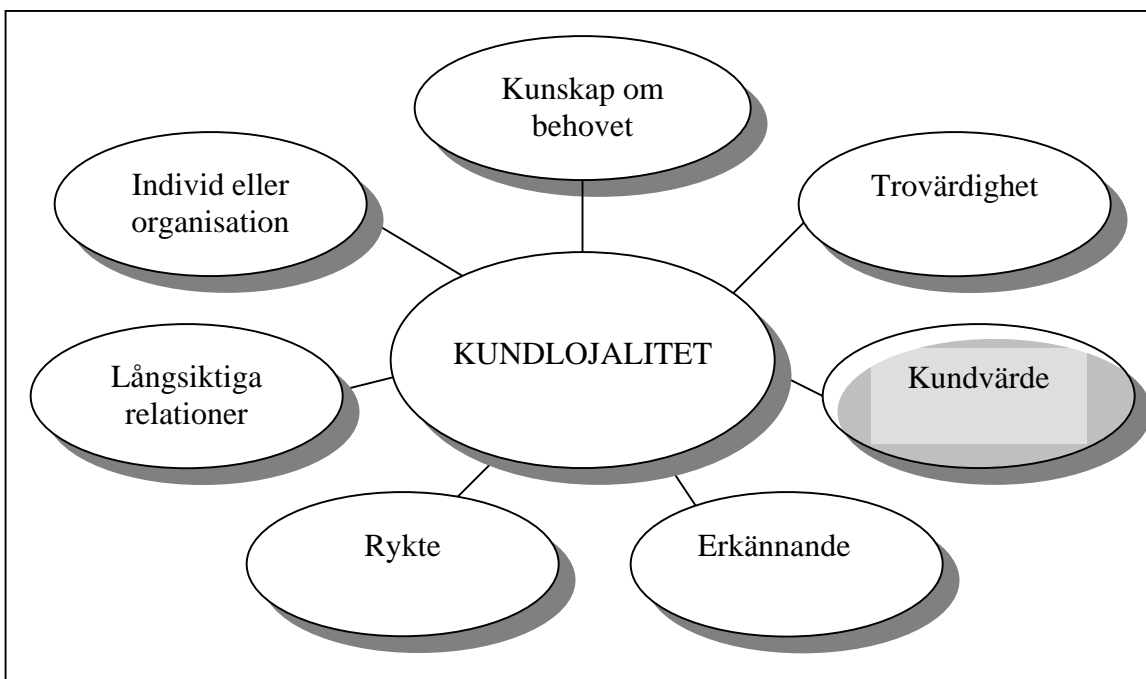 Kunskap om
behovet
Individ eller
organisation
Trovärdighet
KUNDLOJALITET
Långsiktiga
relationer
Kundvärde
Rykte
Erkännande